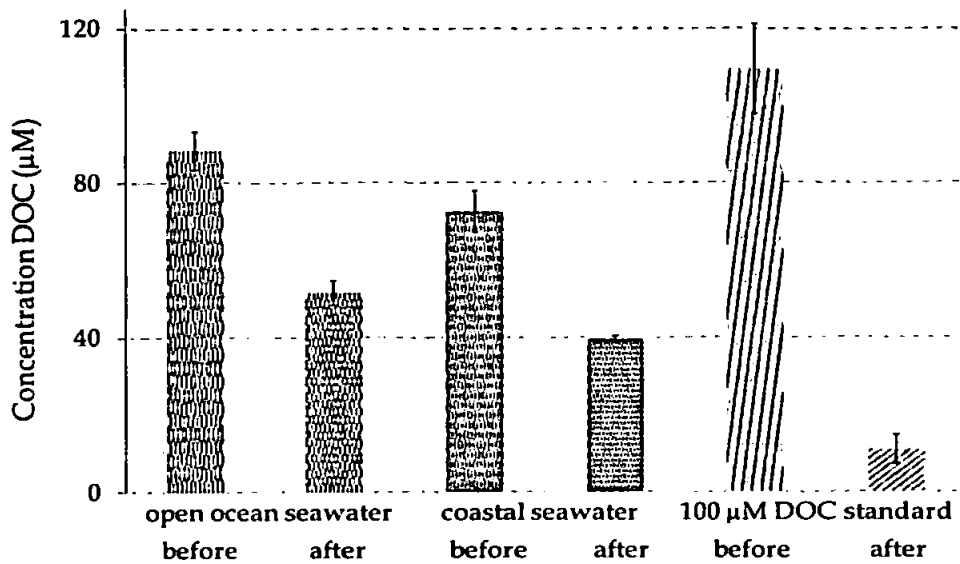 Concentration DOC (µM)
120
80
40
0
open ocean seawater
coastal seawater
100 µM DOC standard
before
after
before
after
before
after